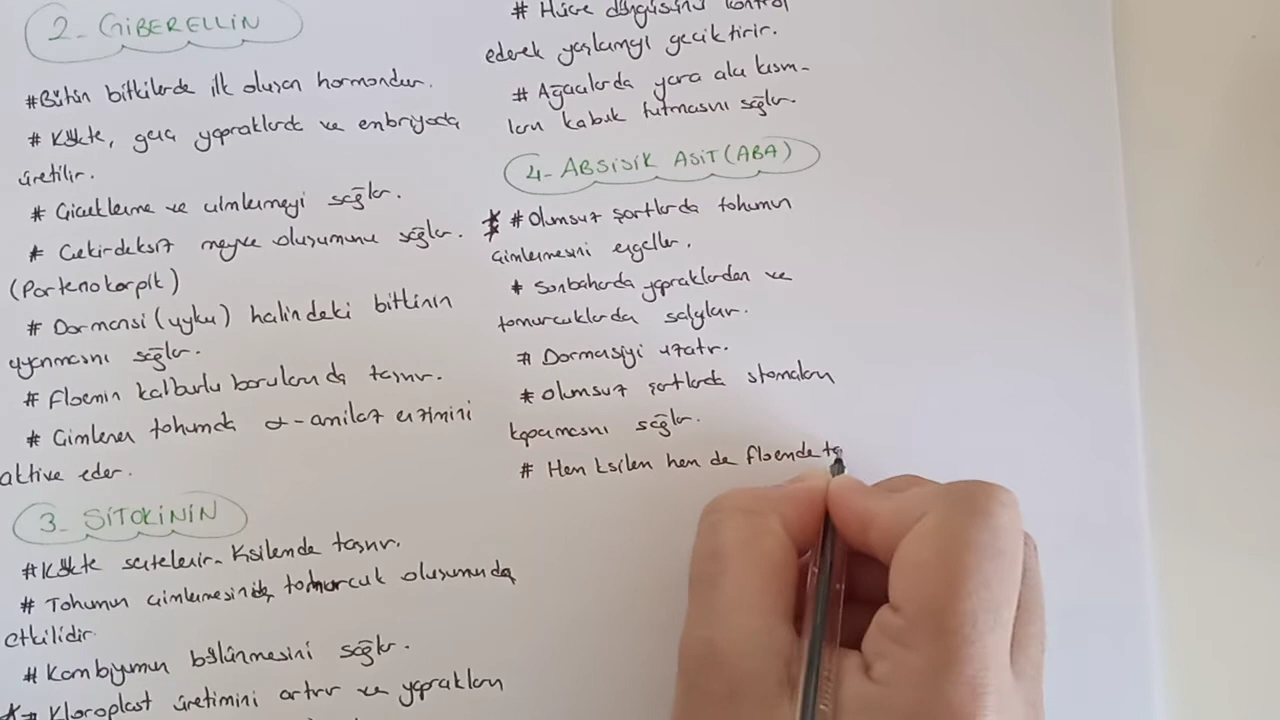 2- GİBERELLİN
#Bütün bitkilerde ilk oluşan hormondur.
# Kökte, genç yapraklarda ve embriyoda
üretilir.
# Çiçeklenme ve çimlenmeyi sağlar.
# Çekirdeksiz meyve oluşumunu sağlar.
(Partenokarpik)
# Dormansi (uyku) halindeki bitkinin
uyanmasını sağlar.
# Floemin kalburlu borularında taşınır.
# Çimlenen tohumda α-amilaz enzimini
aktive eder.
3- SİTOKİNİN
#Kökte sentezlenir. Ksilemde taşınır.
# Tohumun çimlenmesinde, tomurcuk oluşumunda
etkilidir.
# Kambiyumun bölünmesini sağlar.
# Kloroplast üretimini artırır ve yaprakların
# Hücre döngüsünü kontrol
ederek yaşlanmayı geciktirir.
# Ağaçlarda yara alan kısım-
ların kabuk tutmasını sağlar.
4- ABSİSİK ASİT (ABA)
# Olumsuz şartlarda tohumun
çimlenmesini engeller.
# Sonbaharda yapraklardan ve
tomurcuklarda salgılanır.
# Dormasiyi uzatır.
# Olumsuz şartlarda stomaların
kapanmasını sağlar.
# Hem ksilem hem de floemde ta